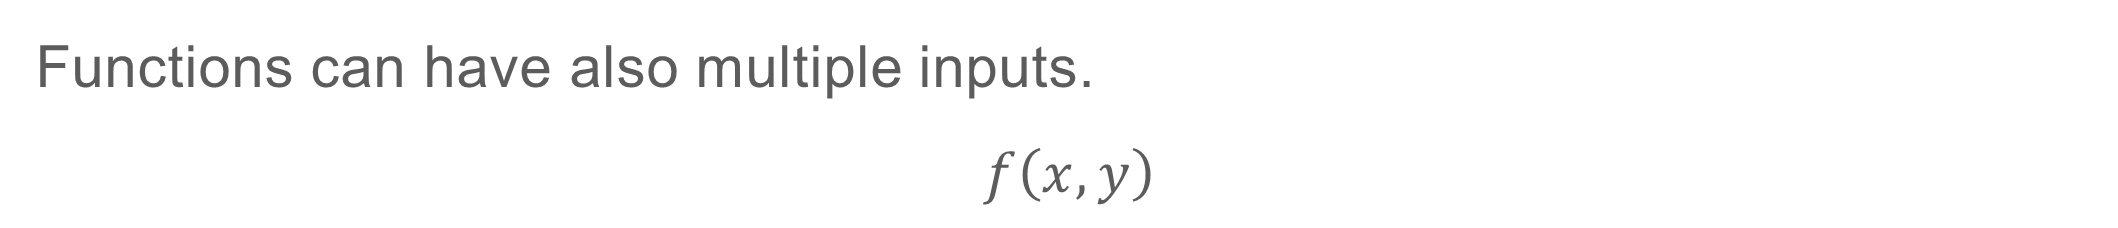 Functions can have also multiple inputs.
f(x, y)